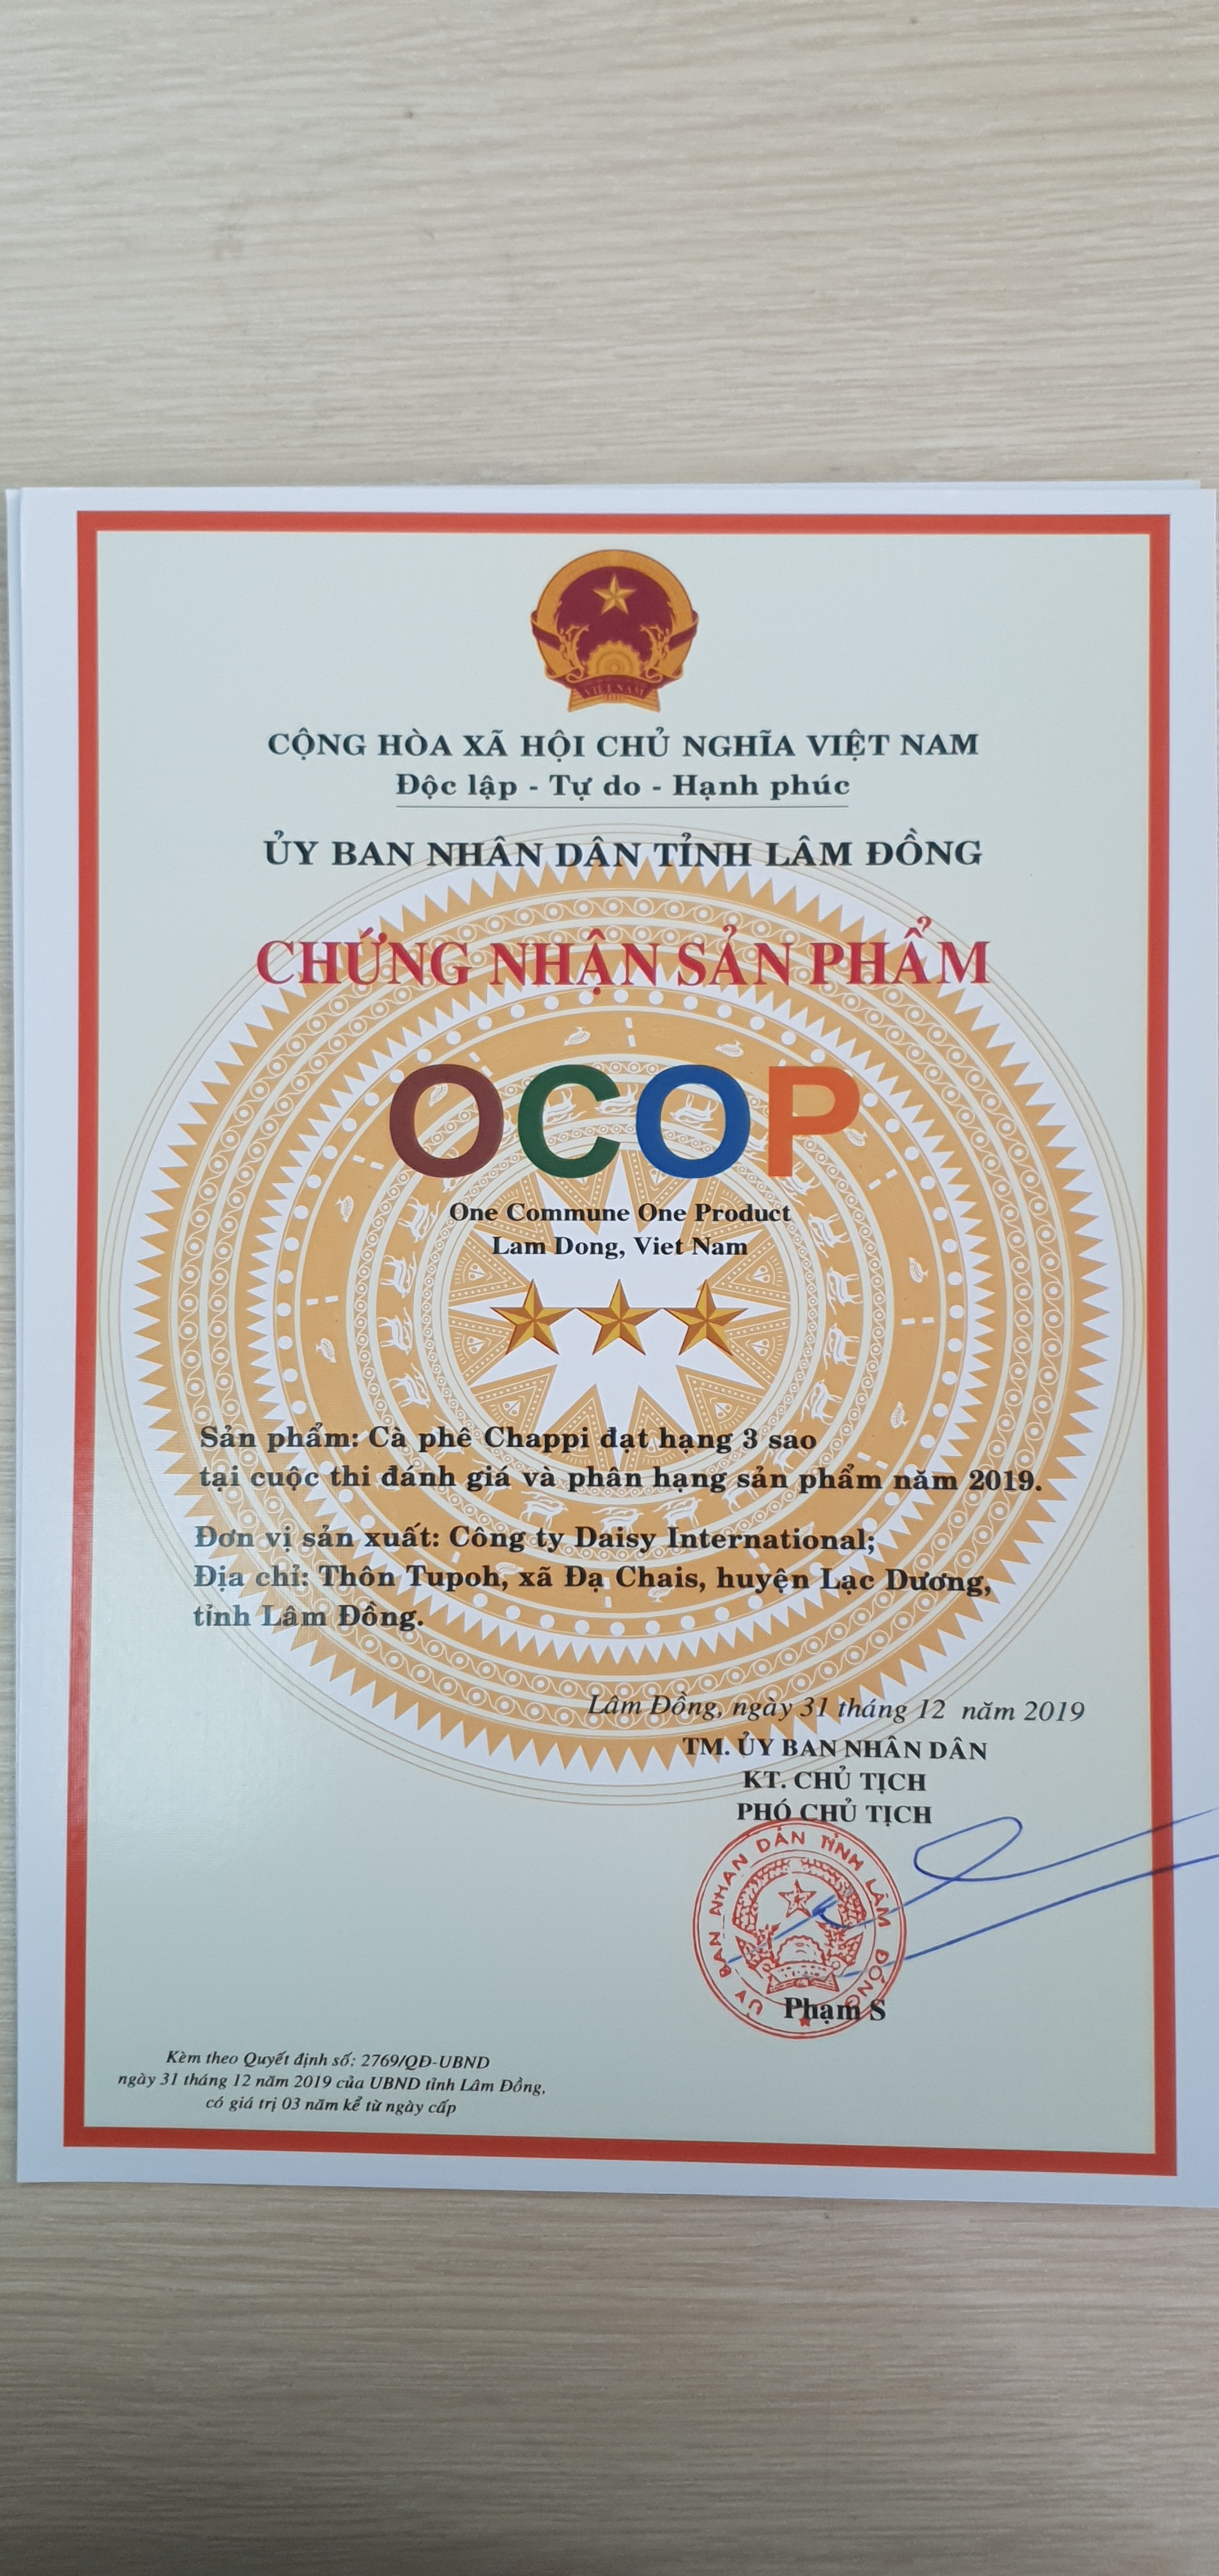 VIỆT NAM
CỘNG HÒA XÃ HỘI CHỦ NGHĨA VIỆT NAM
Độc lập - Tự do - Hạnh phúc
ỦY BAN NHÂN DÂN TỈNH LÂM ĐỒNG
CHỨNG NHẬN SẢN PHẨM
OCOP
One Commune One Product
Lam Dong, Viet Nam
Sản phẩm: Cà phê Chappi đạt hạng 3 sao
tại cuộc thi đánh giá và phân hạng sản phẩm năm 2019.
Đơn vị sản xuất: Công ty Daisy International;
Địa chỉ: Thôn Tupoh, xã Đạ Chais, huyện Lạc Dương,
tỉnh Lâm Đồng.
Lâm Đồng, ngày 31 tháng 12 năm 2019
TM. ỦY BAN NHÂN DÂN
KT. CHỦ TỊCH
PHÓ CHỦ TỊCH
ỦY BAN NHÂN DÂN TỈNH LÂM ĐỒNG
Phạm S
Kèm theo Quyết định số: 2769/QĐ-UBND
ngày 31 tháng 12 năm 2019 của UBND tỉnh Lâm Đồng,
có giá trị 03 năm kể từ ngày cấp